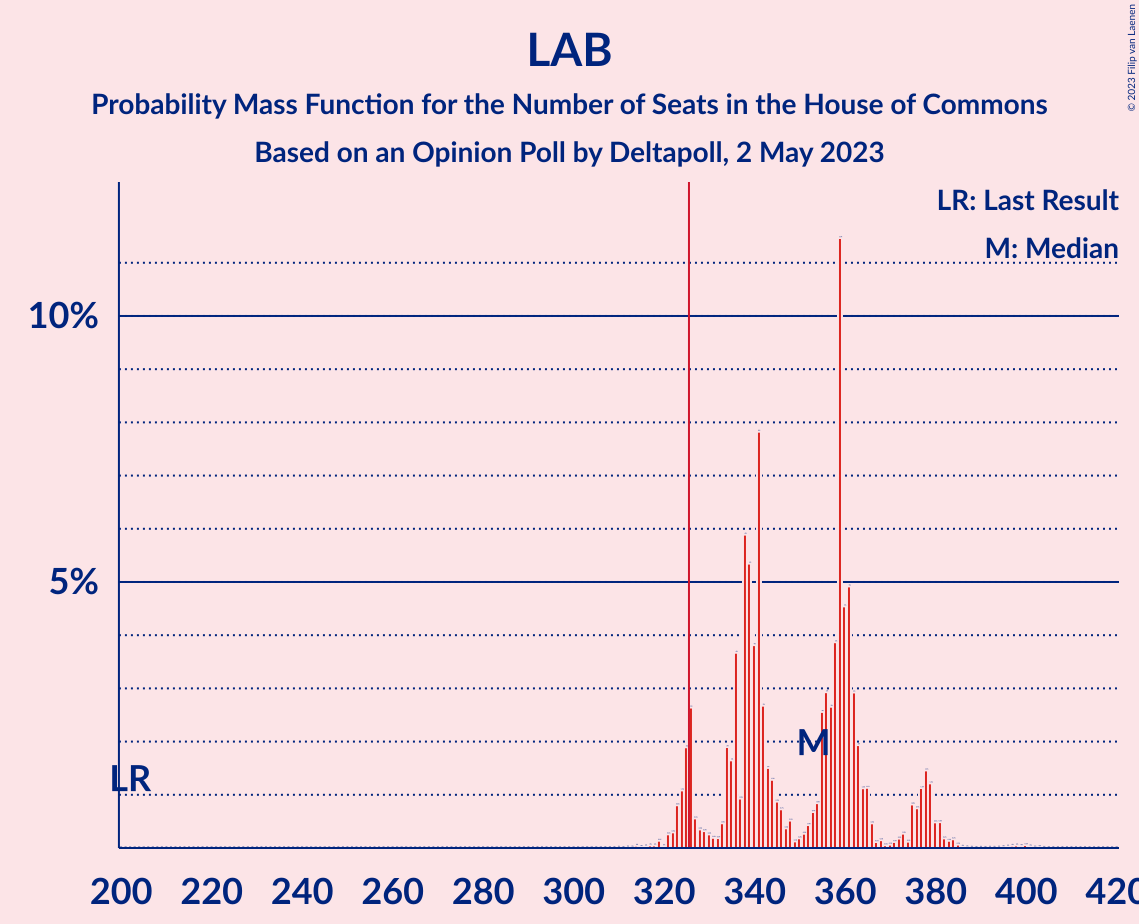 LAB
Probability Mass Function for the Number of Seats in the House of Commons
Based on an Opinion Poll by Deltapoll, 2 May 2023
© 2023 Filip van Laenen
LR: Last Result
M: Median
10%
5%
M
LR
200 220 240 260 280 300 320 340 360 380 400 420